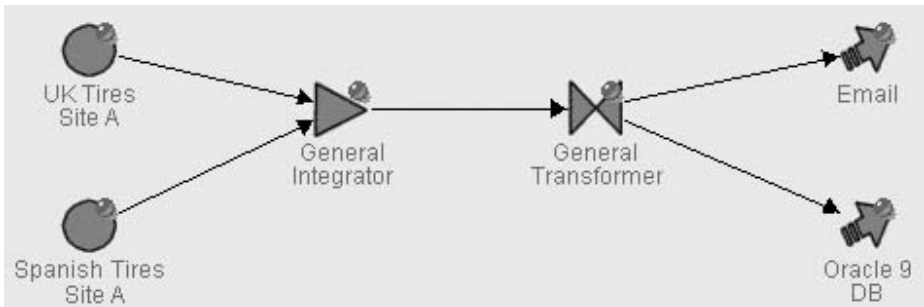 UK Tires
Site A
General
Integrator
General
Transformer
Email
Spanish Tires
Site A
Oracle 9
DB